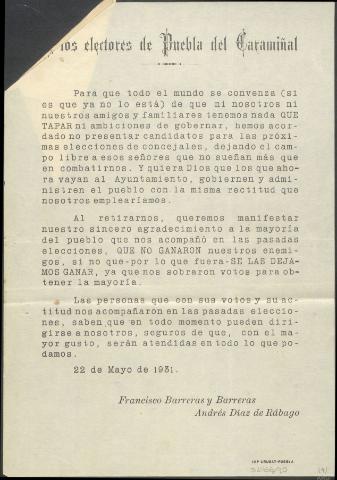 los electores de Puebla del Caramiñal
Para que todo el mundo se convenza (si
es que ya no lo está) de que ni nosotros ni
nuestros amigos y familiares tenemos nada QUE
TAPAR ni ambiciones de gobernar, hemos acor-
dado no presentar candidatos para las próxi-
mas elecciones de concejales, dejando el cam-
po libre a esos señores que no sueñan más que
en combatirnos. Y quiera Dios que los que aho-
ra vayan al Ayuntamiento, gobiernen y admi-
nistren el pueblo con la misma rectitud que
nosotros emplearíamos.
Al retirarnos, queremos manifestar
nuestro sincero agradecimiento a la mayoría
del pueblo que nos acompañó en las pasadas
elecciones, QUE NO GANARON nuestros enemi-
gos, si no que-por lo que fuera-SE LAS DEJA-
MOS GANAR, ya que nos sobraron votos para ob-
tener la mayoría.
Las personas que con sus votos y su ac-
titud nos acompañaron en las pasadas eleccio-
nes, saben que en todo momento pueden diri-
girse a nosotros, seguros de que, con el ma-
yor gusto, serán atendidas en todo lo que po-
damos.
22 de Mayo de 1931.
Francisco Barreras y Barreras
Andrés Díaz de Rábago